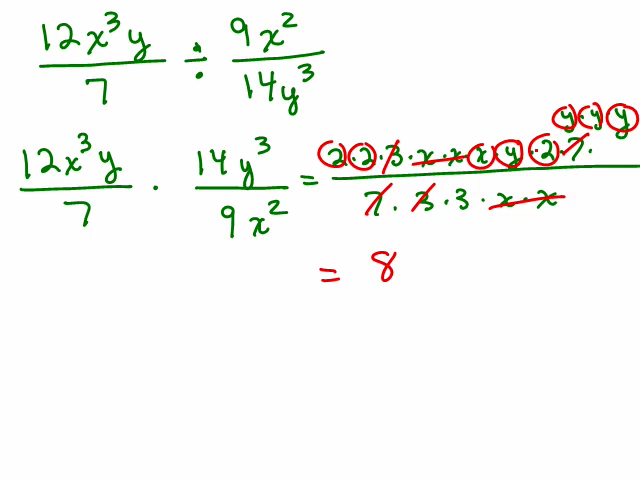 12x³y/7 ÷ 9x²/14y³
12x³y/7 · 14y³/9x² = 2·2·3·x·x·x·y·2·7·y·y·y/7·3·3·x·x
= 8